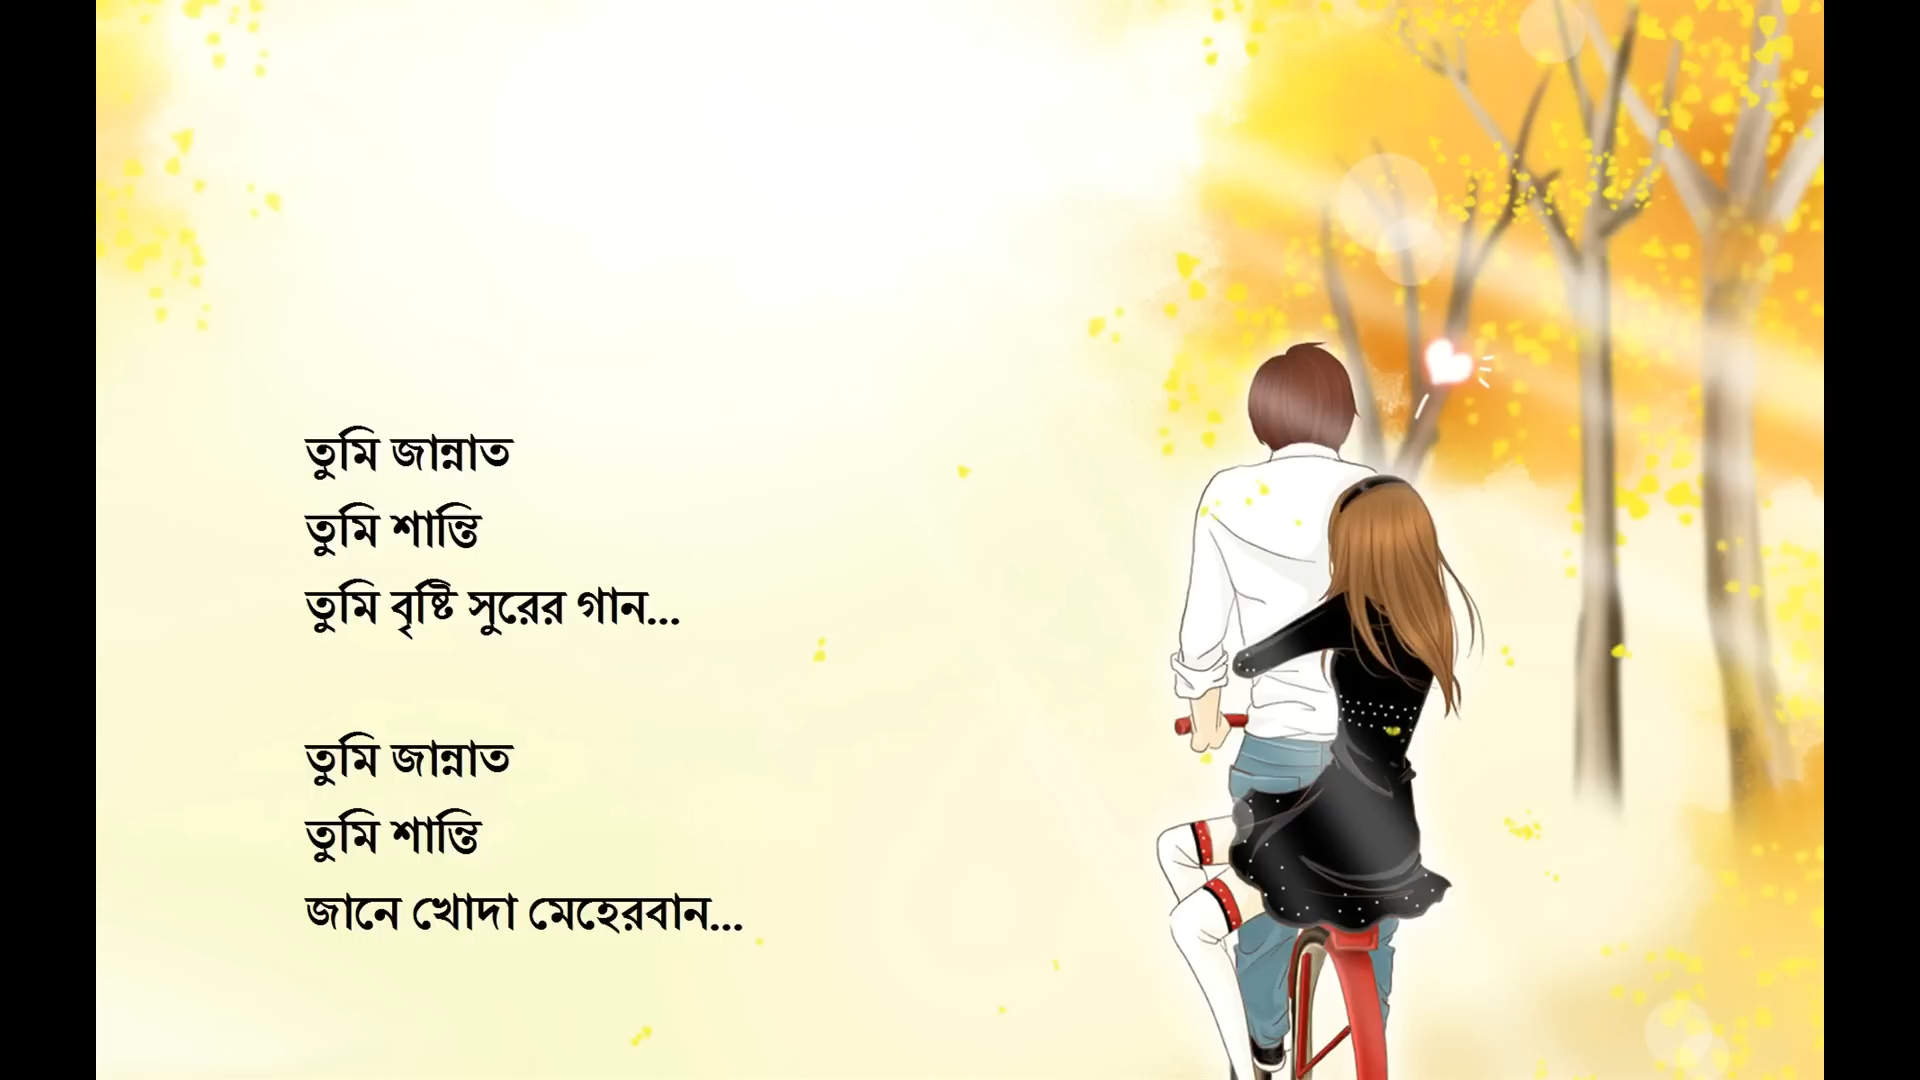 তুমি জান্নাত
তুমি শান্তি
তুমি বৃষ্টি সুরের গান...
তুমি জান্নাত
তুমি শান্তি
জানে খোদা মেহেরবান...